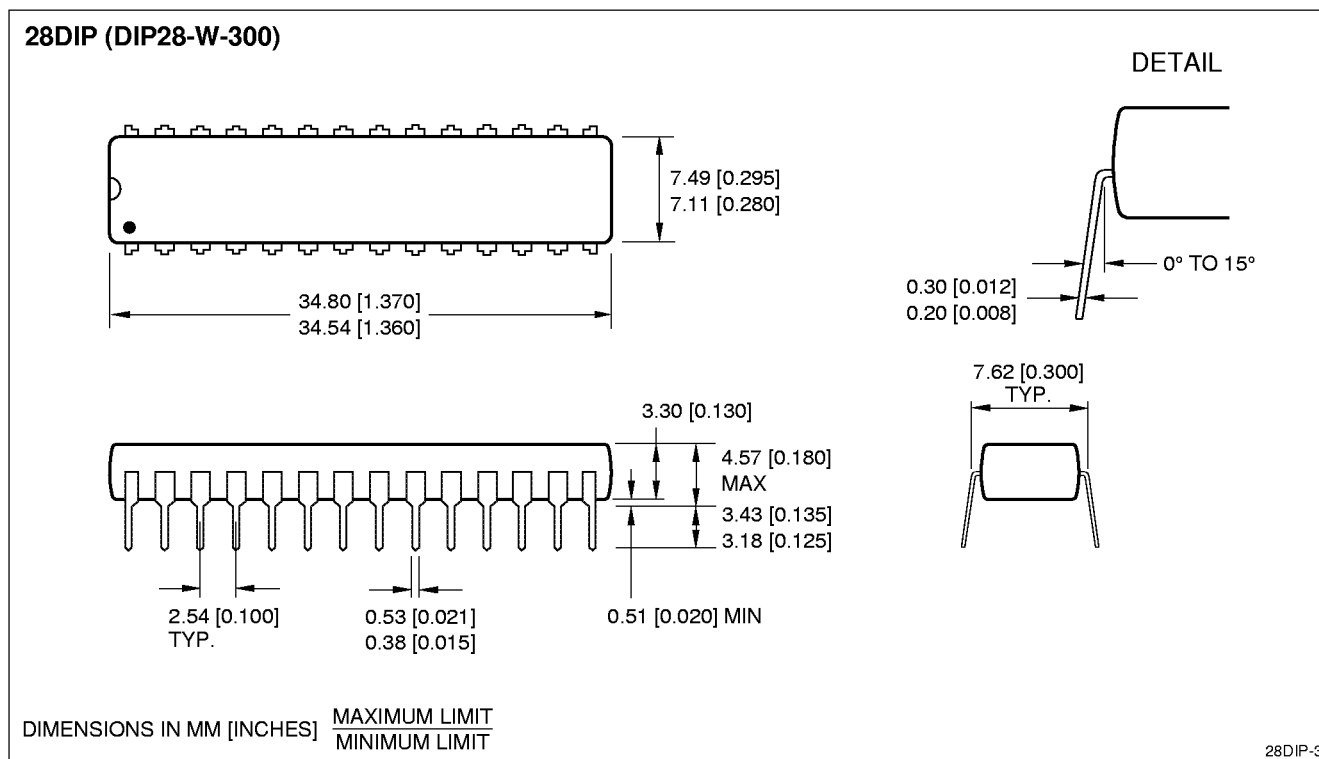 28DIP (DIP28-W-300)
DETAIL
7.49 [0.295]
7.11 [0.280]
34.80 [1.370]
34.54 [1.360]
0° TO 15°
0.30 [0.012]
0.20 [0.008]
7.62 [0.300]
TYP.
3.30 [0.130]
4.57 [0.180]
MAX
3.43 [0.135]
3.18 [0.125]
2.54 [0.100]
TYP.
0.53 [0.021]
0.38 [0.015]
0.51 [0.020] MIN
DIMENSIONS IN MM [INCHES]
MAXIMUM LIMIT
MINIMUM LIMIT
28DIP-3